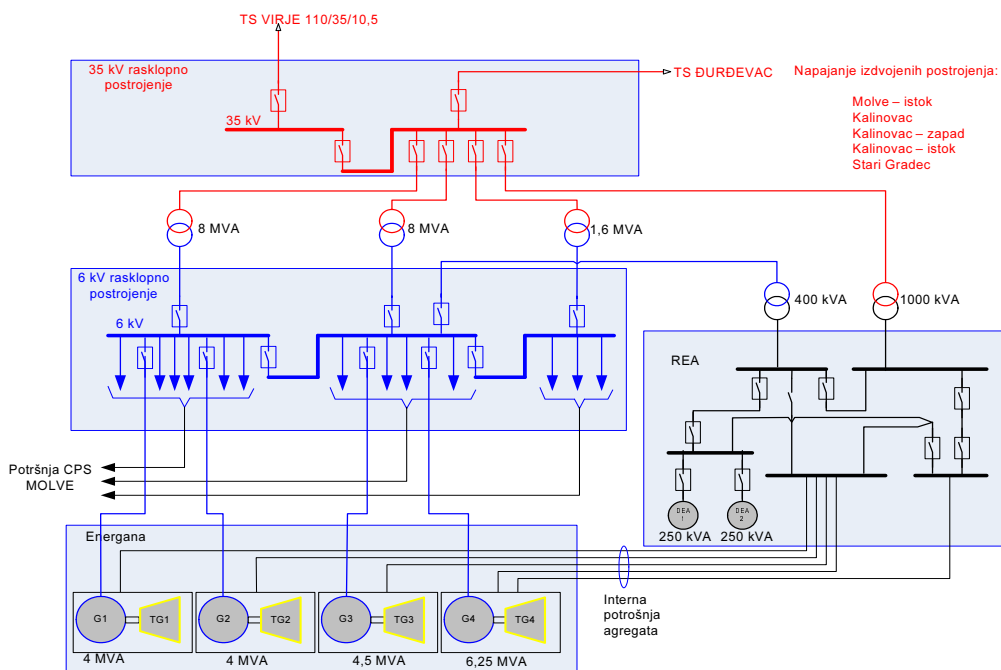 TS VIRJE 110/35/10,5
35 kV rasklopno
postrojenje
TS ĐURĐEVAC
Napajanje izdvojenih postrojenja:
Molve – istok
Kalinovac
Kalinovac – zapad
Kalinovac – istok
Stari Gradec
35 kV
8 MVA
8 MVA
1,6 MVA
6 kV rasklopno
postrojenje
400 kVA
1000 kVA
6 kV
REA
Potršnja CPS
MOLVE
DEA
1
DEA
2
250 kVA
250 kVA
Energana
G1
TG1
G2
TG2
G3
TG3
G4
TG4
4 MVA
4 MVA
4,5 MVA
6,25 MVA
Interna
potrošnja
agregata